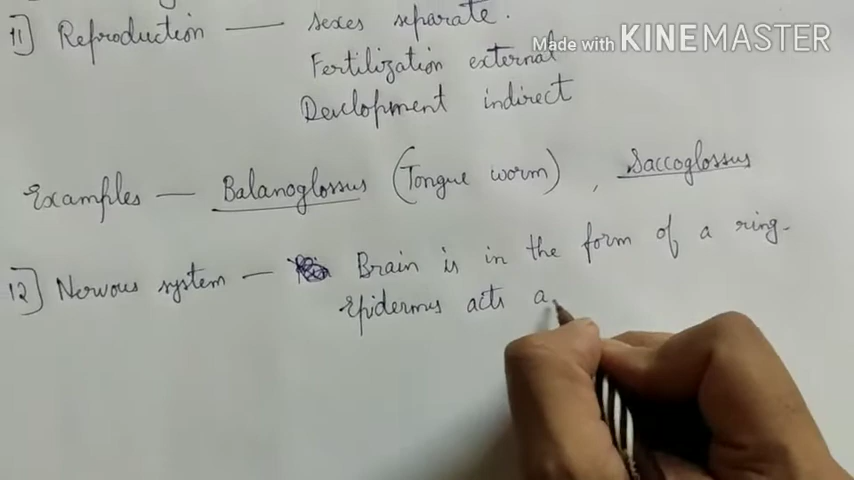 11] Reproduction — sexes separate.
Made with KINEMASTER
Fertilization external
Development indirect
Examples — Balanoglossus (Tongue worm), Saccoglossus
12] Nervous system — Brain is in the form of a ring.
Epidermis acts a